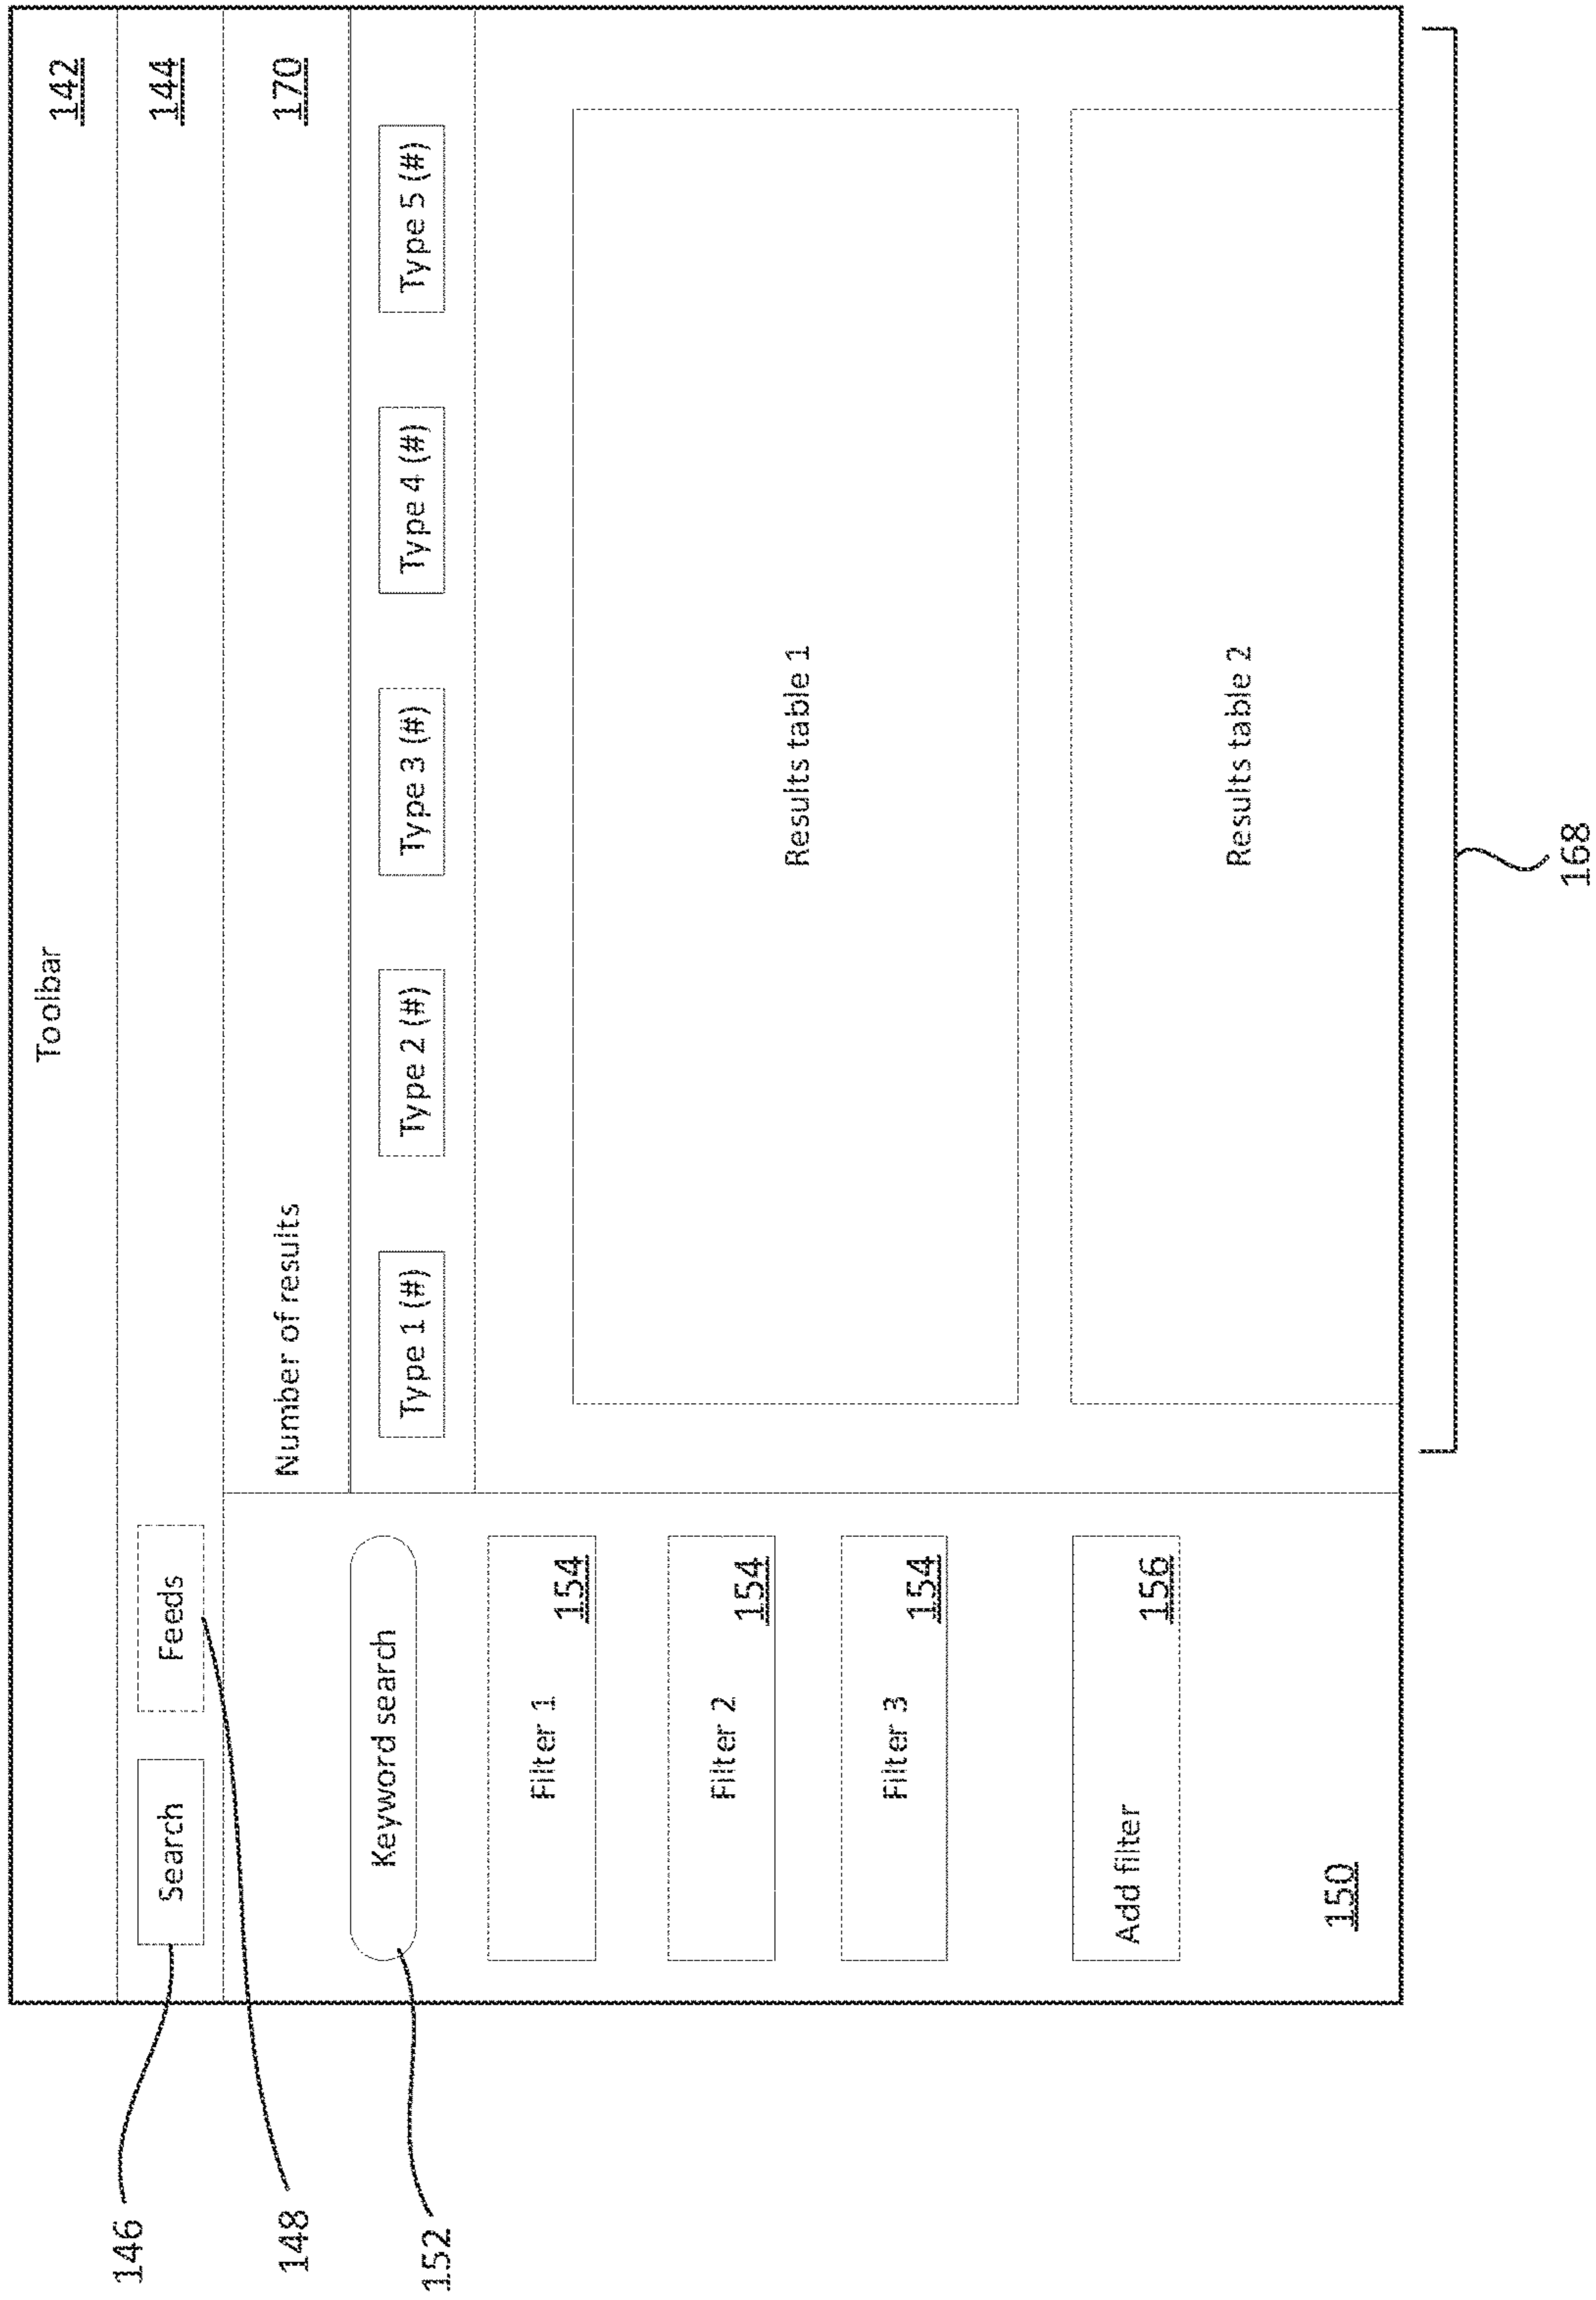 Toolbar
142
146
Search
Feeds
144
148
Number of results
170
152
Keyword search
Type 1 (#)
Type 2 (#)
Type 3 (#)
Type 4 (#)
Type 5 (#)
Filter 1
154
Filter 2
154
Filter 3
154
Add filter
156
150
Results table 1
Results table 2
168